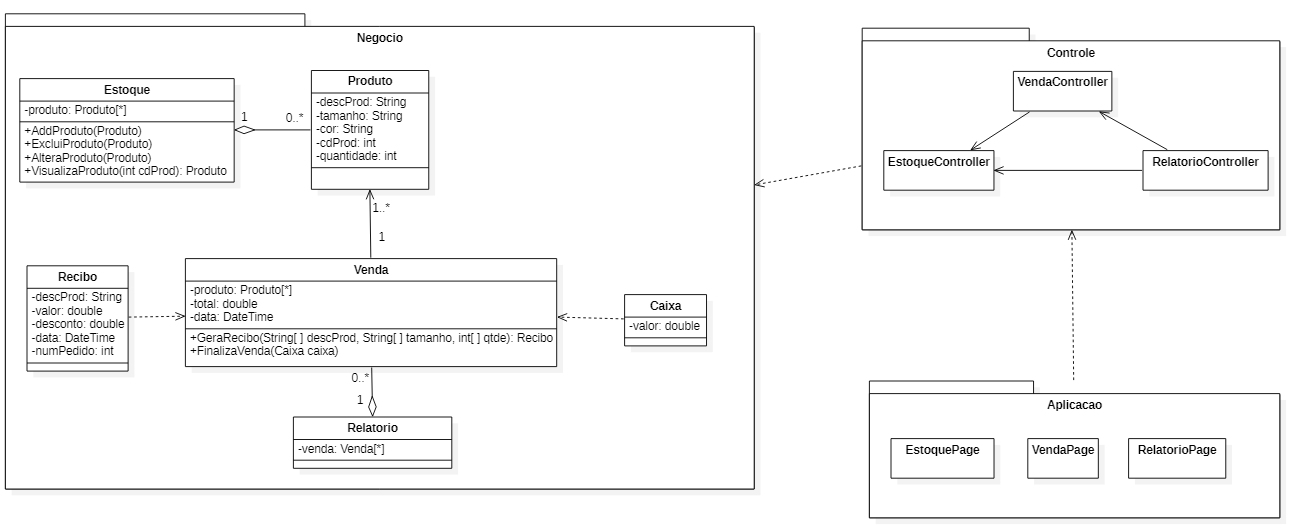 Negocio
Estoque
-produto: Produto[*]
+AddProduto(Produto)
+ExcluiProduto(Produto)
+AlteraProduto(Produto)
+VisualizaProduto(int cdProd): Produto
1
0..*
Produto
-descProd: String
-tamanho: String
-cor: String
-cdProd: int
-quantidade: int
1..*
1
Recibo
-descProd: String
-valor: double
-desconto: double
-data: DateTime
-numPedido: int
Venda
-produto: Produto[*]
-total: double
-data: DateTime
+GeraRecibo(String[ ] descProd, String[ ] tamanho, int[ ] qtde): Recibo
+FinalizaVenda(Caixa caixa)
Caixa
-valor: double
0..*
1
Relatorio
-venda: Venda[*]
Controle
VendaController
EstoqueController
RelatorioController
Aplicacao
EstoquePage
VendaPage
RelatorioPage